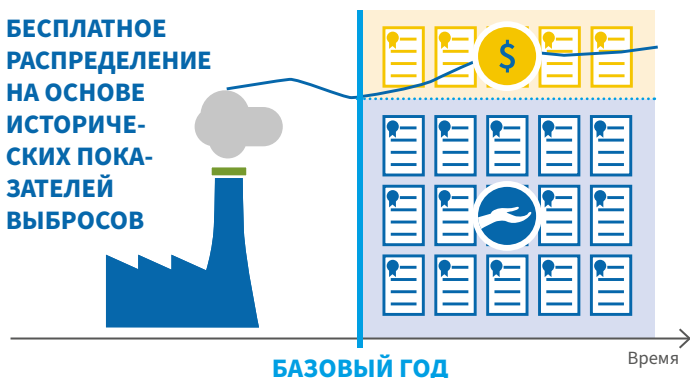 БЕСПЛАТНОЕ
РАСПРЕДЕЛЕНИЕ
НА ОСНОВЕ
ИСТОРИЧЕ-
СКИХ ПОКА-
ЗАТЕЛЕЙ
ВЫБРОСОВ
$
Время
БАЗОВЫЙ ГОД